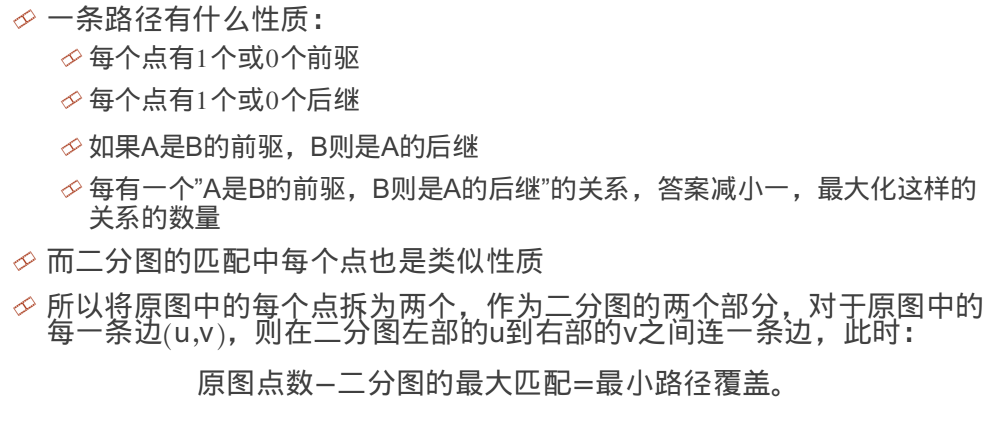 一条路径有什么性质：
每个点有1个或0个前驱
每个点有1个或0个后继
如果A是B的前驱，B则是A的后继
每有一个”A是B的前驱，B则是A的后继”的关系，答案减小一，最大化这样的
关系的数量
而二分图的匹配中每个点也是类似性质
所以将原图中的每个点拆为两个，作为二分图的两个部分，对于原图中的
每一条边(u,v)，则在二分图左部的u到右部的v之间连一条边，此时：
原图点数−二分图的最大匹配=最小路径覆盖。